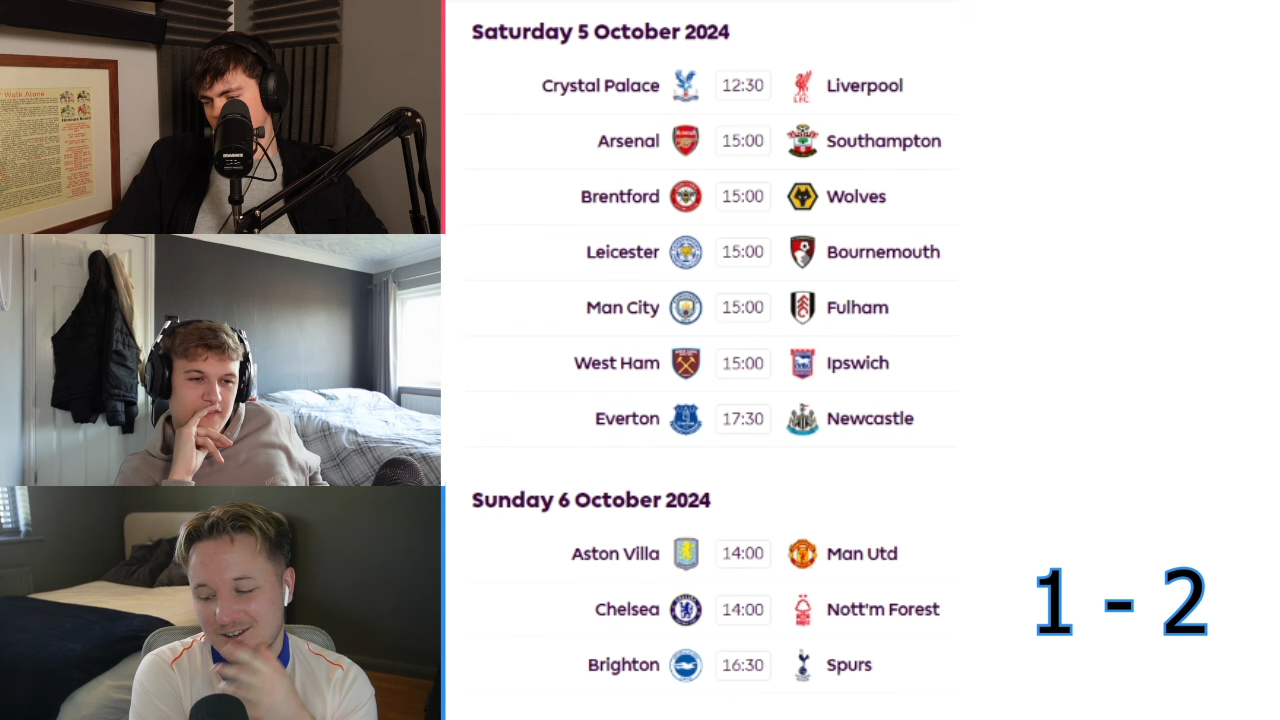 Walk Alone
Saturday 5 October 2024
Crystal Palace 12:30 Liverpool
Arsenal 15:00 Southampton
Brentford 15:00 Wolves
Leicester 15:00 Bournemouth
Man City 15:00 Fulham
West Ham 15:00 Ipswich
Everton 17:30 Newcastle
Sunday 6 October 2024
Aston Villa 14:00 Man Utd
Chelsea 14:00 Nott'm Forest
Brighton 16:30 Spurs
1 - 2